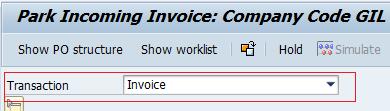 Park Incoming Invoice: Company Code GIL
Show PO structure Show worklist Hold Simulate
Transaction Invoice